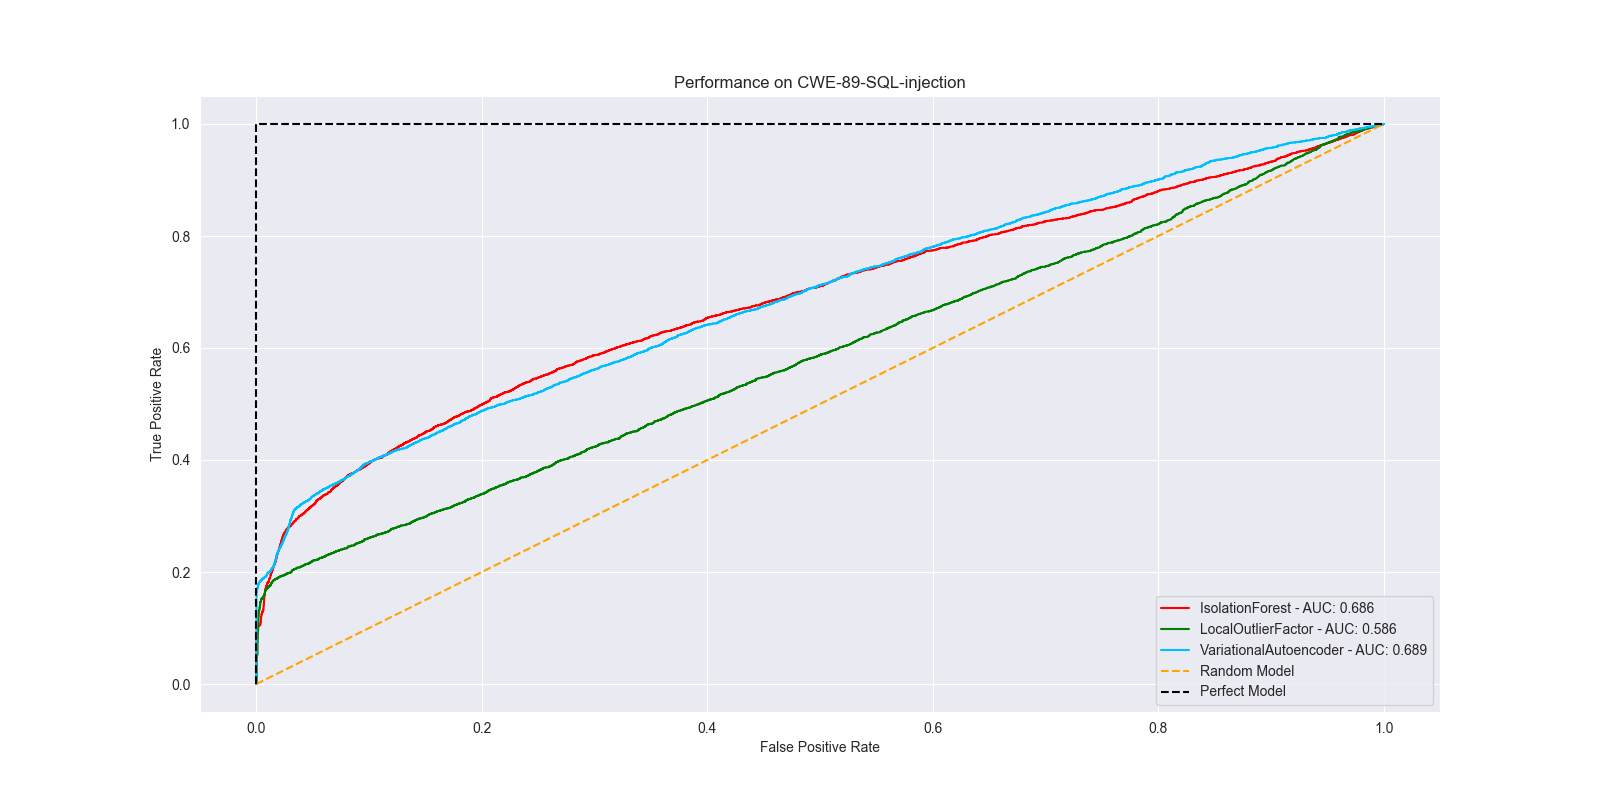 Performance on CWE-89-SQL-injection
1.0
0.8
0.6
0.4
0.2
0.0
True Positive Rate
0.0 0.2 0.4 0.6 0.8 1.0
False Positive Rate
IsolationForest - AUC: 0.686
LocalOutlierFactor - AUC: 0.586
VariationalAutoencoder - AUC: 0.689
Random Model
Perfect Model